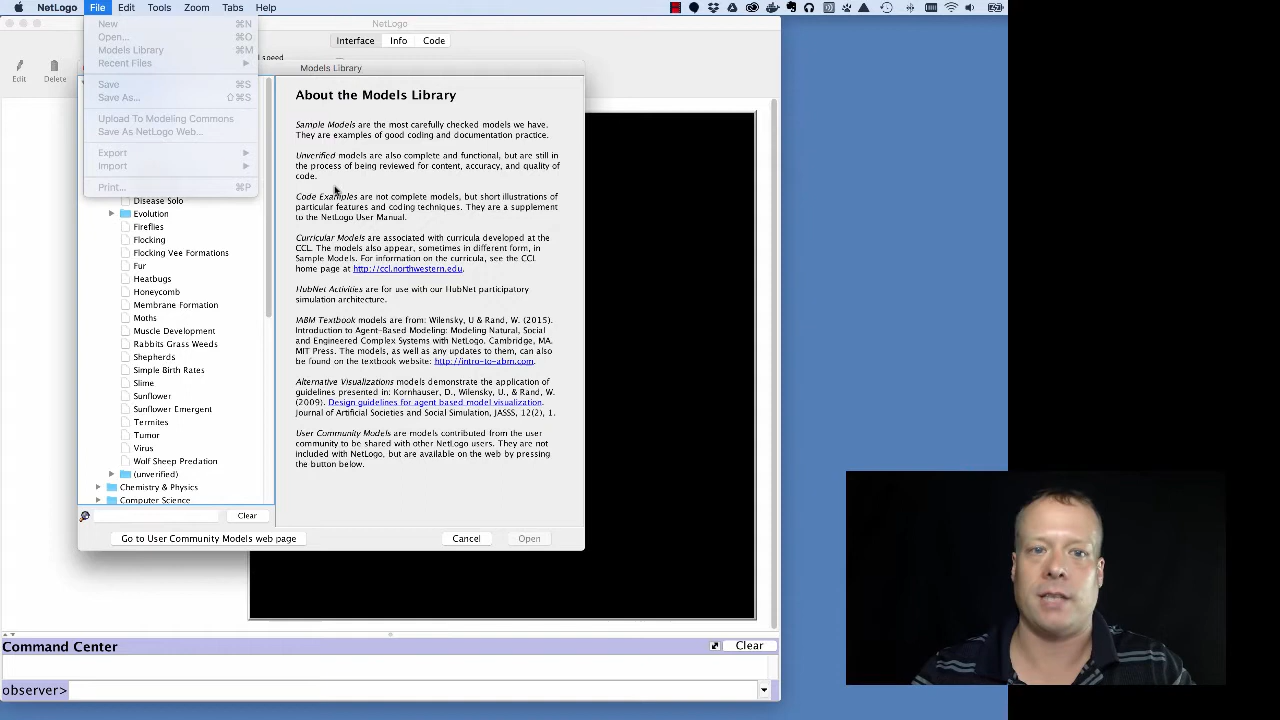 NetLogo File Edit Tools Zoom Tabs Help
NetLogo
Interface Info Code
Edit Delete
speed
New ⌘N
Open... ⌘O
Models Library ⌘M
Recent Files
Save ⌘S
Save As... ⇧⌘S
Upload To Modeling Commons
Save As NetLogo Web...
Export
Import
Print... ⌘P
Models Library
Disease Solo
Evolution
Fireflies
Flocking
Flocking Vee Formations
Fur
Heatbugs
Honeycomb
Membrane Formation
Moths
Muscle Development
Rabbits Grass Weeds
Shepherds
Simple Birth Rates
Slime
Sunflower
Sunflower Emergent
Termites
Tumor
Virus
Wolf Sheep Predation
(unverified)
Chemistry & Physics
Computer Science
Clear
About the Models Library
Sample Models are the most carefully checked models we have.
They are examples of good coding and documentation practice.
Unverified models are also complete and functional, but are still in
the process of being reviewed for content, accuracy, and quality of
code.
Code Examples are not complete models, but short illustrations of
particular features and coding techniques. They are a supplement
to the NetLogo User Manual.
Curricular Models are associated with curricula developed at the
CCL. The models also appear, sometimes in different form, in
Sample Models. For information on the curricula, see the CCL
home page at http://ccl.northwestern.edu.
HubNet Activities are for use with our HubNet participatory
simulation architecture.
IABM Textbook models are from: Wilensky, U & Rand, W. (2015).
Introduction to Agent-Based Modeling: Modeling Natural, Social
and Engineered Complex Systems with NetLogo. Cambridge, MA.
MIT Press. The models, as well as any updates to them, can also
be found on the textbook website: http://intro-to-abm.com.
Alternative Visualizations models demonstrate the application of
guidelines presented in: Kornhauser, D., Wilensky, U., & Rand, W.
(2009). Design guidelines for agent based model visualization.
Journal of Artificial Societies and Social Simulation, JASSS, 12(2), 1.
User Community Models are models contributed from the user
community to be shared with other NetLogo users. They are not
included with NetLogo, but are available on the web by pressing
the button below.
Go to User Community Models web page Cancel Open
Command Center Clear
observer>